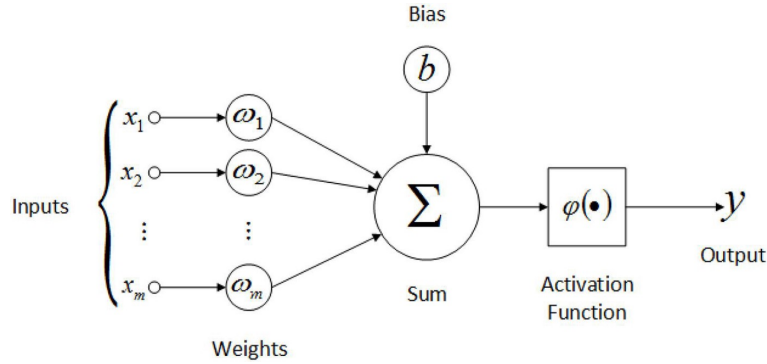 Bias
b
x₁ ω₁
x₂ ω₂
Inputs
Σ
φ(•)
y
⋮ ⋮
Output
xₘ ωₘ
Sum
Activation
Function
Weights